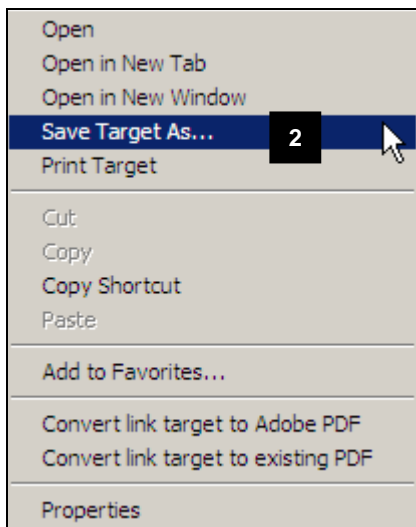 Open
Open in New Tab
Open in New Window
Save Target As... 2
Print Target
Cut
Copy
Copy Shortcut
Paste
Add to Favorites...
Convert link target to Adobe PDF
Convert link target to existing PDF
Properties